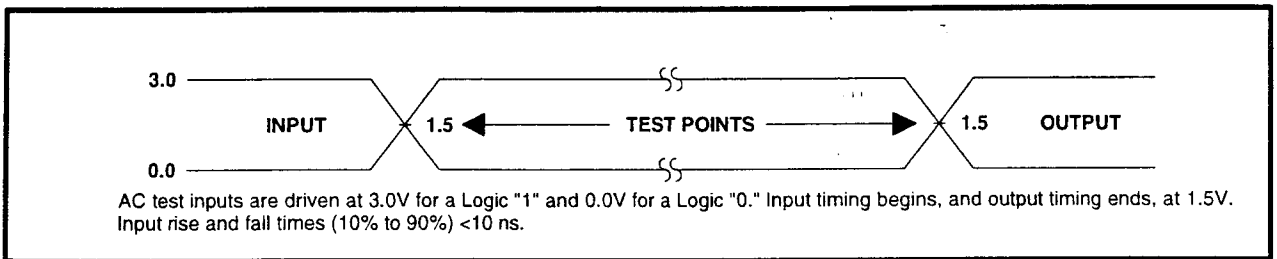 3.0
INPUT 1.5 TEST POINTS 1.5 OUTPUT
0.0
AC test inputs are driven at 3.0V for a Logic "1" and 0.0V for a Logic "0." Input timing begins, and output timing ends, at 1.5V.
Input rise and fall times (10% to 90%) <10 ns.